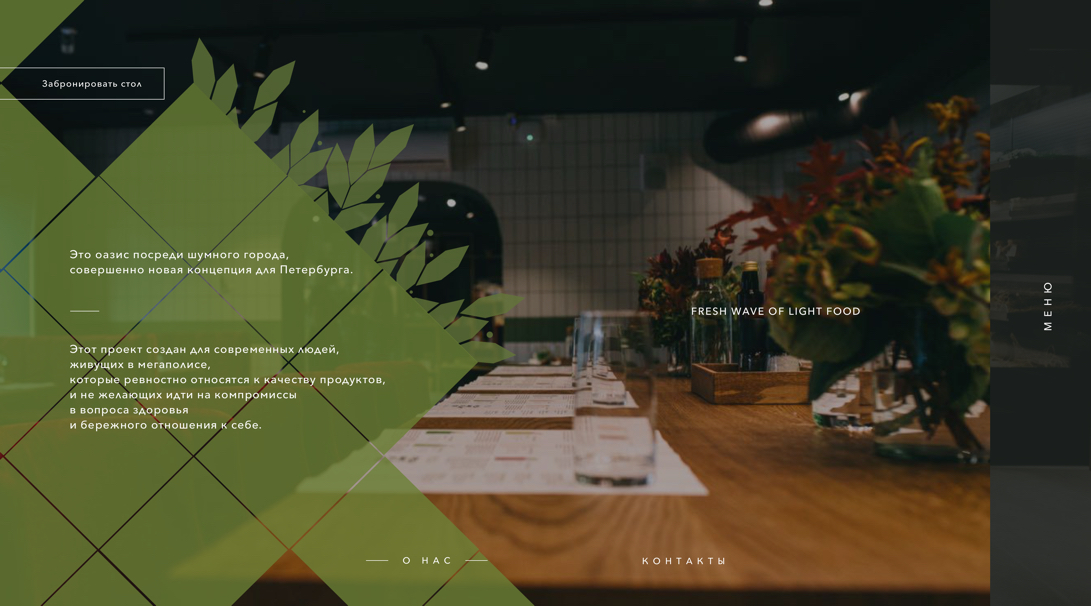 Забронировать стол
Это оазис посреди шумного города,
совершенно новая концепция для Петербурга.
Этот проект создан для современных людей,
живущих в мегаполисе,
которые ревностно относятся к качеству продуктов,
и не желающих идти на компромиссы
в вопроса здоровья
и бережного отношения к себе.
FRESH WAVE OF LIGHT FOOD
МЕНЮ
О НАС
КОНТАКТЫ